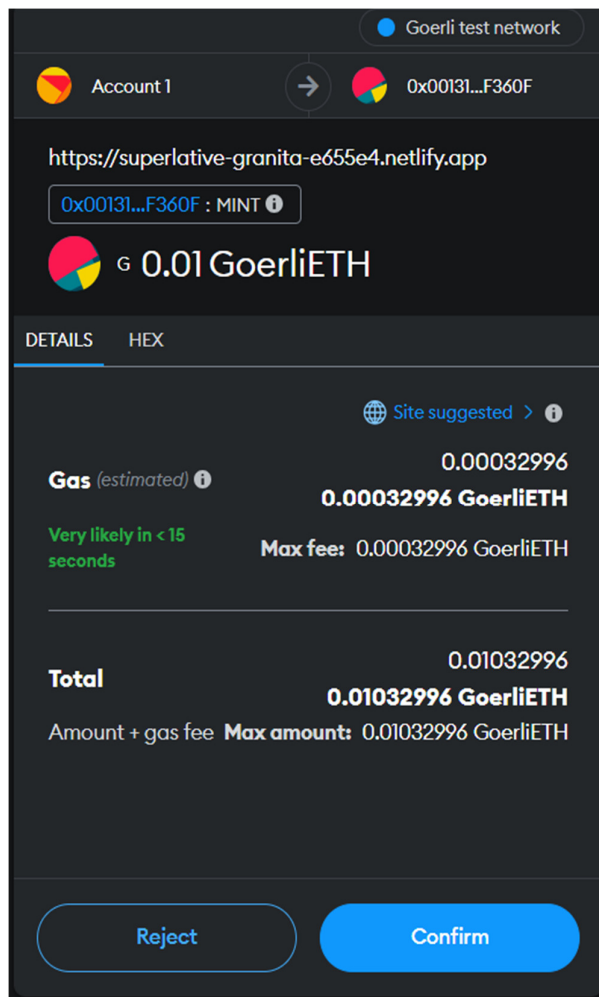 Goerli test network
Account 1 0x00131...F360F
https://superlative-granita-e655e4.netlify.app
0x00131...F360F : MINT
G 0.01 GoerliETH
DETAILS HEX
Site suggested >
0.00032996
Gas (estimated) 0.00032996 GoerliETH
Very likely in < 15
seconds
Max fee: 0.00032996 GoerliETH
0.01032996
Total
0.01032996 GoerliETH
Amount + gas fee Max amount: 0.01032996 GoerliETH
Reject Confirm